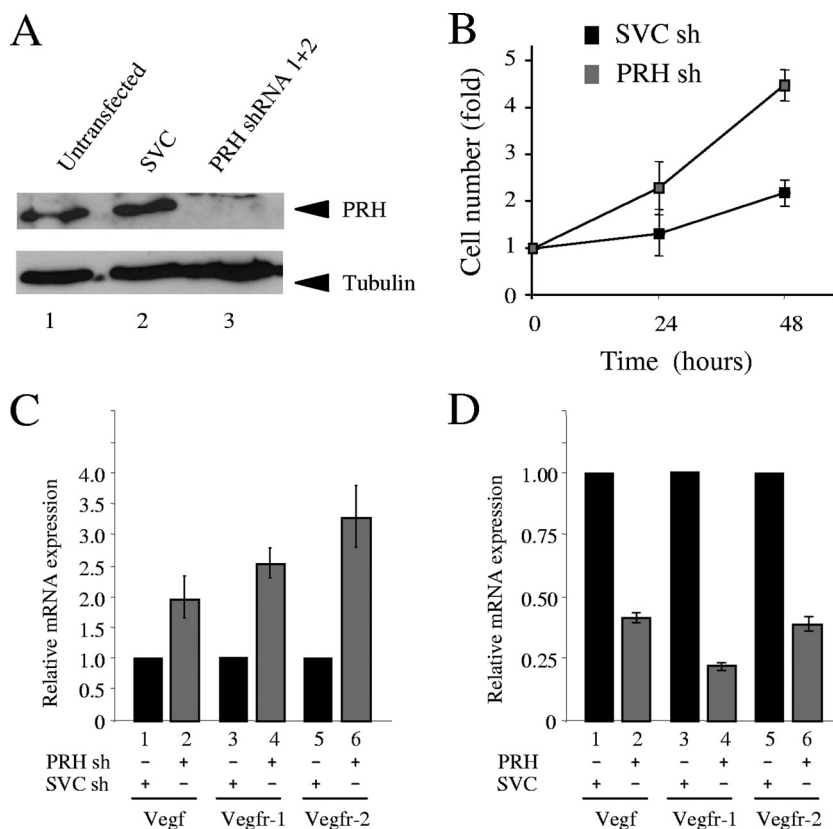 A
Untransfected
SVC
PRH shRNA 1+2
PRH
Tubulin
1 2 3
B
SVC sh
PRH sh
Cell number (fold)
5
4
3
2
1
0
0 24 48
Time (hours)
C
Relative mRNA expression
4.0
3.5
3.0
2.5
2.0
1.5
1.0
0.5
0
1 2 3 4 5 6
PRH sh - + - + - +
SVC sh + - + - + -
Vegf Vegfr-1 Vegfr-2
D
Relative mRNA expression
1.00
0.75
0.50
0.25
0
1 2 3 4 5 6
PRH - + - + - +
SVC + - + - + -
Vegf Vegfr-1 Vegfr-2